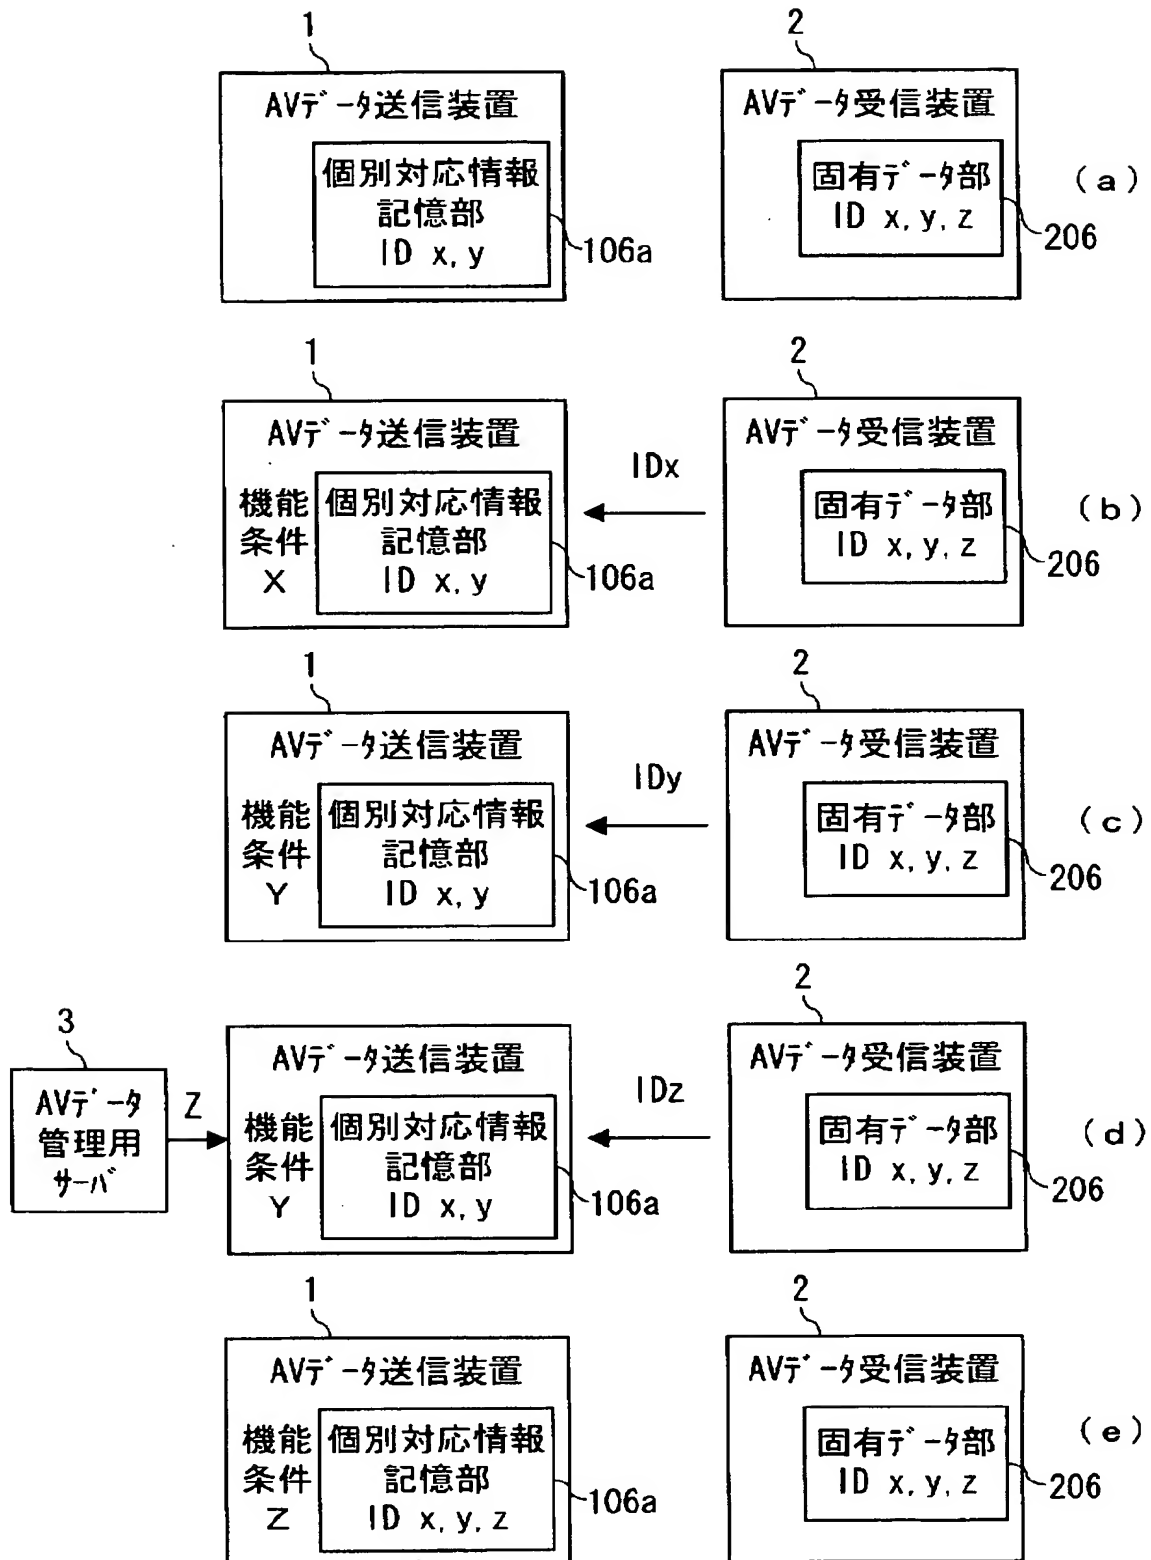 1
2
AVデータ送信装置
個別対応情報
記憶部
ID x, y
106a
AVデータ受信装置
固有データ部
ID x, y, z
206
(a)
1
2
AVデータ送信装置
機能
条件
X
個別対応情報
記憶部
ID x, y
106a
IDx
AVデータ受信装置
固有データ部
ID x, y, z
206
(b)
1
2
AVデータ送信装置
機能
条件
Y
個別対応情報
記憶部
ID x, y
106a
IDy
AVデータ受信装置
固有データ部
ID x, y, z
206
(c)
3
AVデータ
管理用
サーバ
Z
2
AVデータ送信装置
機能
条件
Y
個別対応情報
記憶部
ID x, y
106a
IDz
AVデータ受信装置
固有データ部
ID x, y, z
206
(d)
1
2
AVデータ送信装置
機能
条件
Z
個別対応情報
記憶部
ID x, y, z
106a
AVデータ受信装置
固有データ部
ID x, y, z
206
(e)